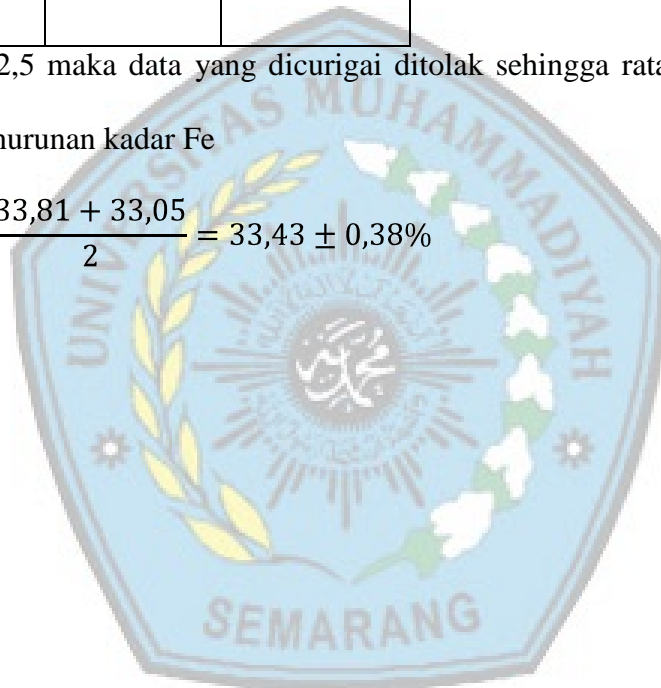 2,5 maka data yang dicurigai ditolak sehingga rata
nurunan kadar Fe
33,81 + 33,05
2
= 33,43 ± 0,38%
UNIVERSITAS MUHAMMADIYAH
SEMARANG